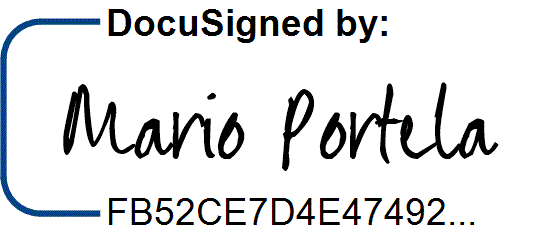 DocuSigned by:
Mario Portela
FB52CE7D4E47492...